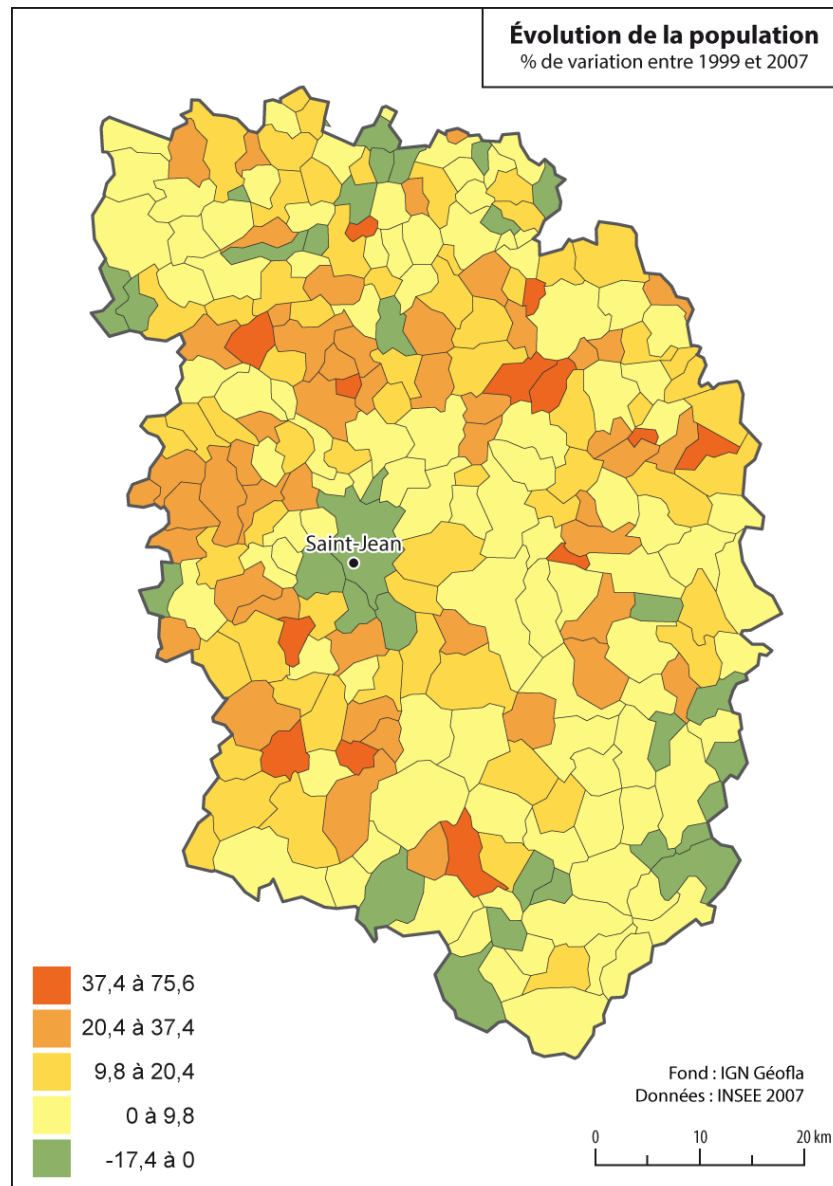 Évolution de la population
% de variation entre 1999 et 2007
Saint-Jean
37,4 à 75,6
20,4 à 37,4
9,8 à 20,4
0 à 9,8
-17,4 à 0
Fond : IGN Géofla
Données : INSEE 2007
0 10 20 km